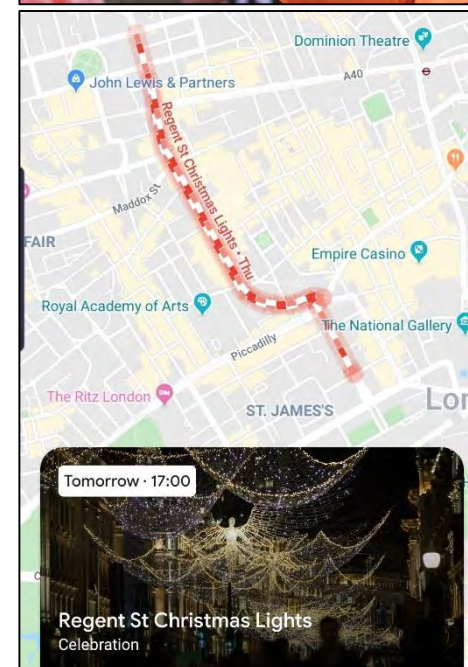 Dominion Theatre
John Lewis & Partners
A40
Regent St Christmas Lights • Thu
Maddox St
FAIR
Empire Casino
Royal Academy of Arts
The National Gallery
Piccadilly
The Ritz London
ST. JAMES'S
Lon
Tomorrow · 17:00
Regent St Christmas Lights
Celebration